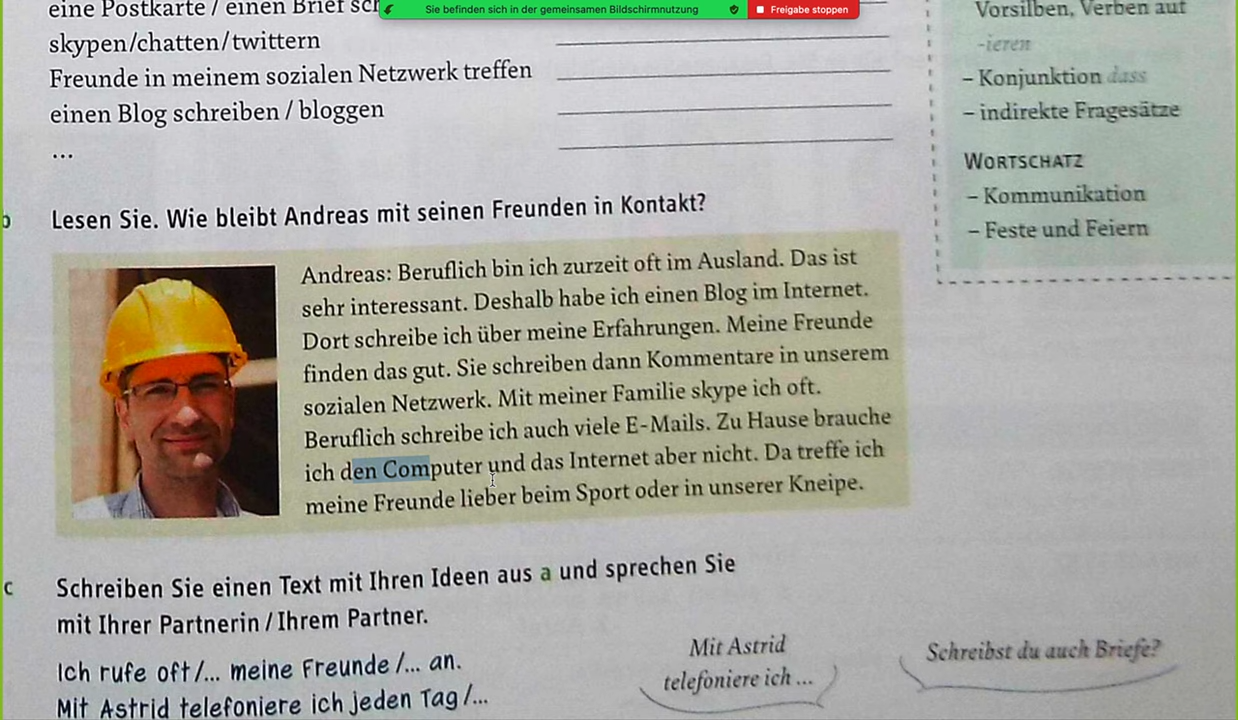 eine Postkarte / einen Brief
Sie befinden sich in der gemeinsamen Bildschirmnutzung
Freigabe stoppen
skypen/chatten/twittern
Freunde in meinem sozialen Netzwerk treffen
einen Blog schreiben / bloggen
...
Vorsilben, Verben auf
-ieren
– Konjunktion dass
– indirekte Fragesätze
WORTSCHATZ
– Kommunikation
– Feste und Feiern
b Lesen Sie. Wie bleibt Andreas mit seinen Freunden in Kontakt?
Andreas: Beruflich bin ich zurzeit oft im Ausland. Das ist
sehr interessant. Deshalb habe ich einen Blog im Internet.
Dort schreibe ich über meine Erfahrungen. Meine Freunde
finden das gut. Sie schreiben dann Kommentare in unserem
sozialen Netzwerk. Mit meiner Familie skype ich oft.
Beruflich schreibe ich auch viele E-Mails. Zu Hause brauche
ich den Computer und das Internet aber nicht. Da treffe ich
meine Freunde lieber beim Sport oder in unserer Kneipe.
c Schreiben Sie einen Text mit Ihren Ideen aus a und sprechen Sie
mit Ihrer Partnerin / Ihrem Partner.
Ich rufe oft /... meine Freunde /... an.
Mit Astrid telefoniere ich jeden Tag /...
Mit Astrid
telefoniere ich ...
Schreibst du auch Briefe?